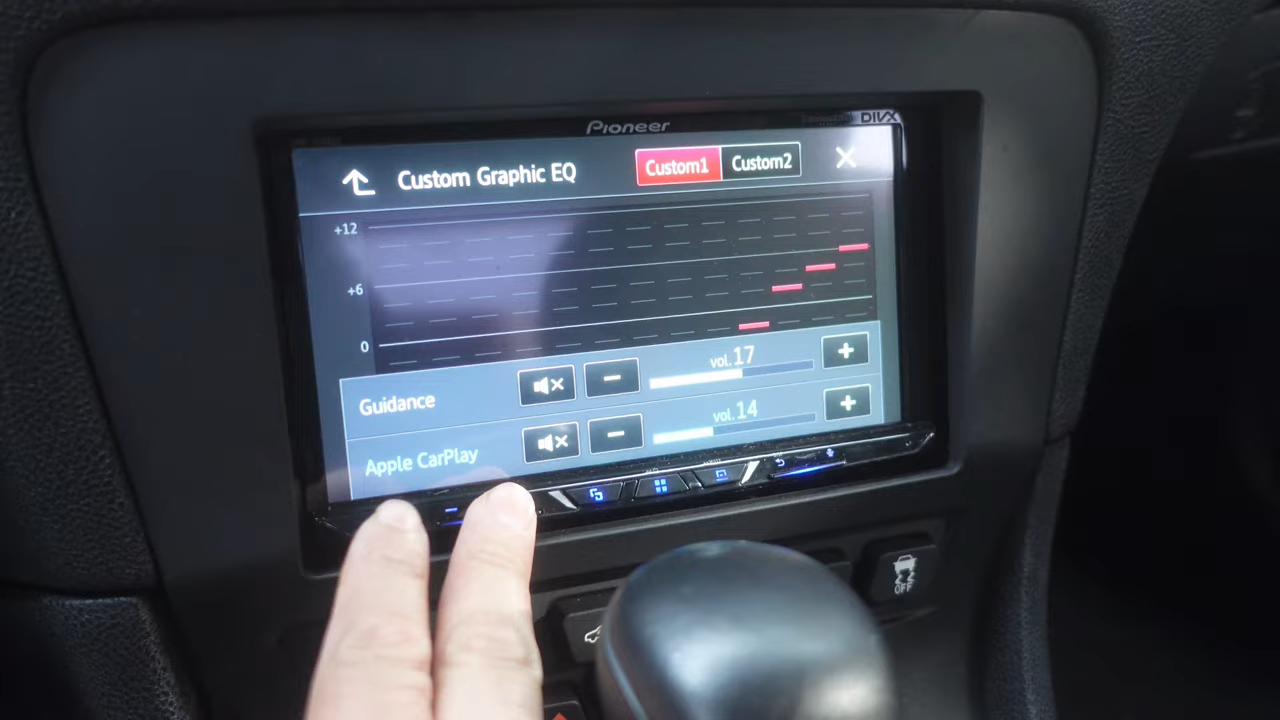 Pioneer
DIVX
Custom Graphic EQ
Custom1
Custom2
+12
+6
0
Guidance
vol.17
Apple CarPlay
vol.14
OFF